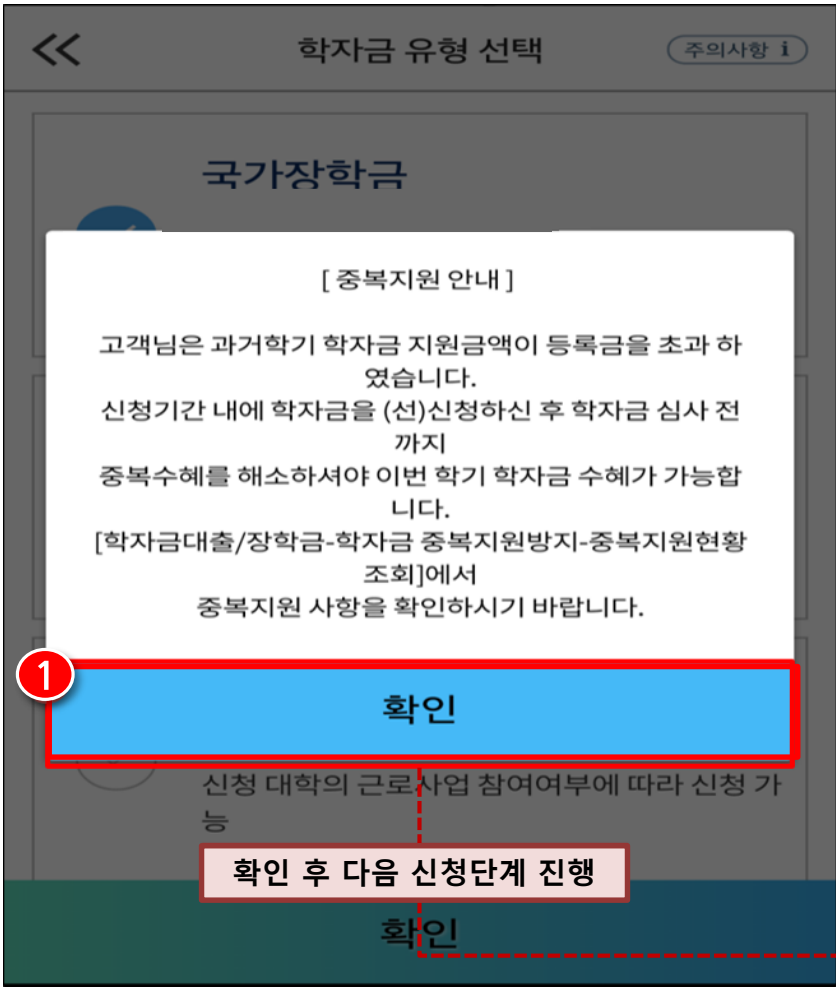 학자금 유형 선택
주의사항 i
국가장학금
[ 중복지원 안내 ]
고객님은 과거학기 학자금 지원금액이 등록금을 초과 하
였습니다.
신청기간 내에 학자금을 (선)신청하신 후 학자금 심사 전
까지
중복수혜를 해소하셔야 이번 학기 학자금 수혜가 가능합
니다.
[학자금대출/장학금-학자금 중복지원방지-중복지원현황
조회]에서
중복지원 사항을 확인하시기 바랍니다.
1
확인
신청 대학의 근로사업 참여여부에 따라 신청 가
능
확인 후 다음 신청단계 진행
확인